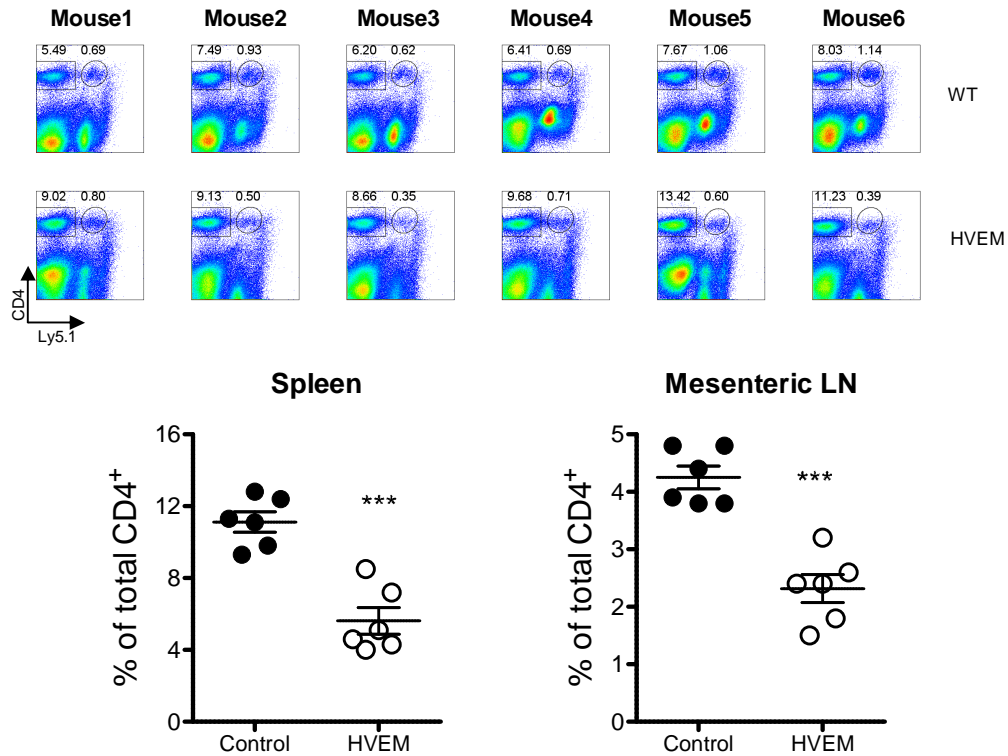 Mouse1 Mouse2 Mouse3 Mouse4 Mouse5 Mouse6
5.49 0.69 7.49 0.93 6.20 0.62 6.41 0.69 7.67 1.06 8.03 1.14
WT
9.02 0.80 9.13 0.50 8.66 0.35 9.68 0.71 13.42 0.60 11.23 0.39
HVEM
CD4
Ly5.1
Spleen
16
12
8
4
0
% of total CD4+
***
Control HVEM
Mesenteric LN
5
4
3
2
1
0
% of total CD4+
***
Control HVEM